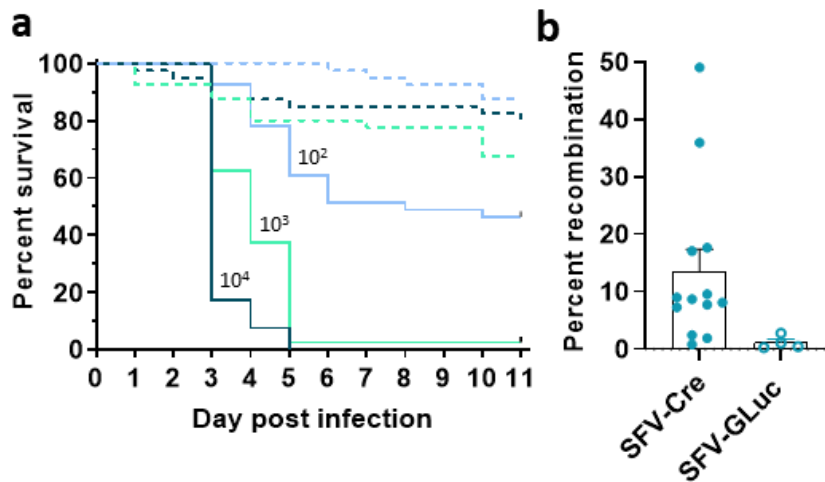 a
Percent survival
100
80
60
40
20
0
10²
10³
10⁴
0 1 2 3 4 5 6 7 8 9 10 11
Day post infection
b
Percent recombination
50
40
30
20
10
0
SFV-Cre
SFV-GLuc